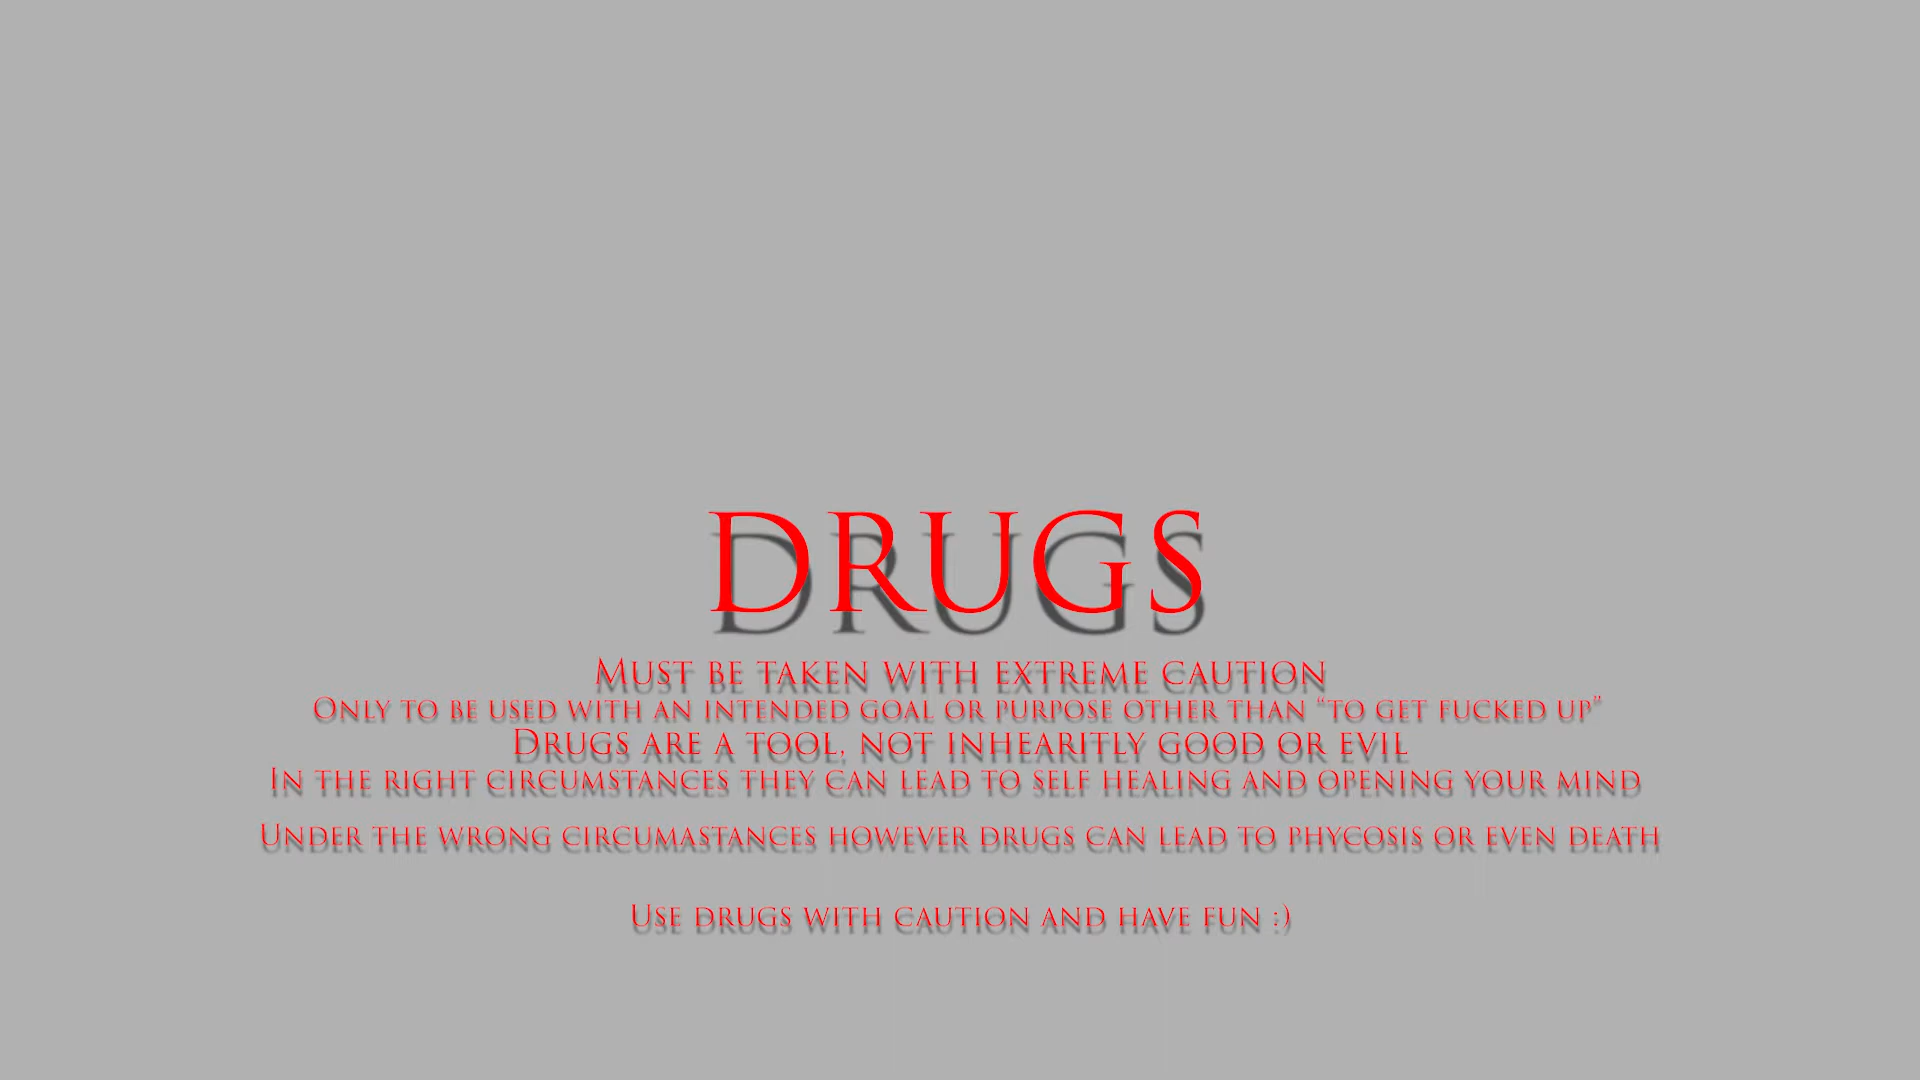 DRUGS
Must be taken with extreme caution
Only to be used with an intended goal or purpose other than “to get fucked up”
Drugs are a tool, not inhearitly good or evil
In the right circumstances they can lead to self healing and opening your mind
Under the wrong circumastances however drugs can lead to phycosis or even death
Use drugs with caution and have fun :)